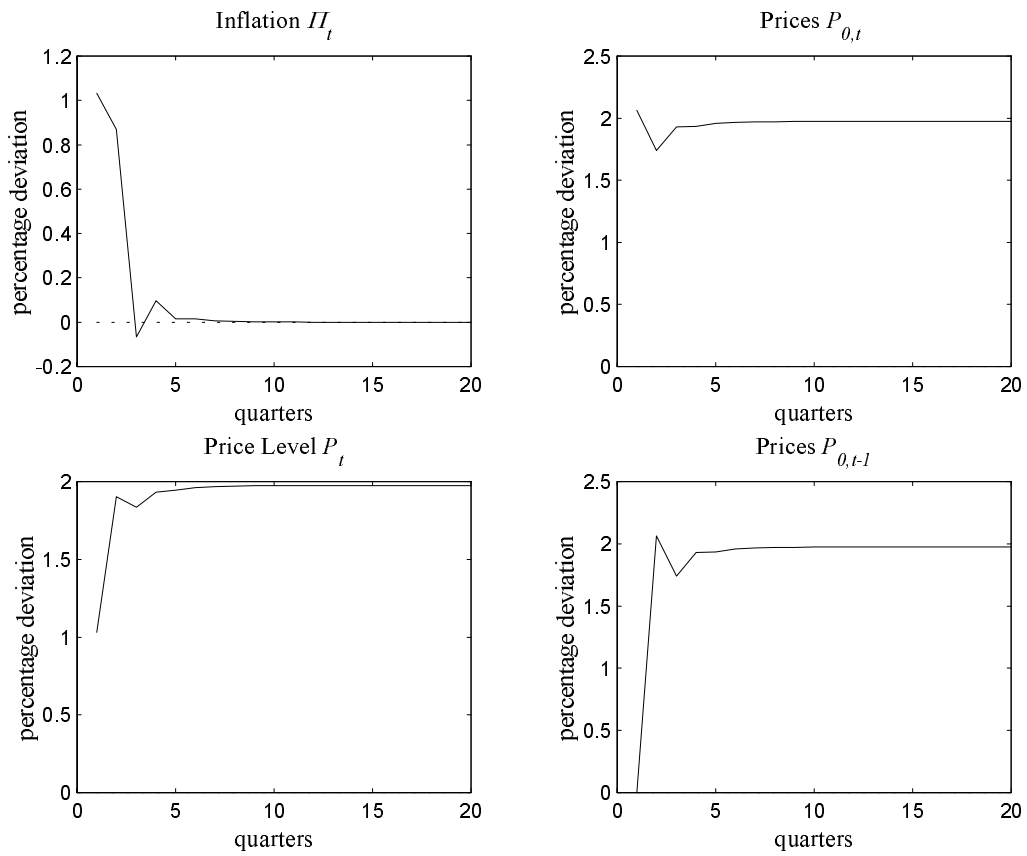 Inflation Π_t
1.2
1
0.8
0.6
0.4
0.2
0
-0.2
percentage deviation
0 5 10 15 20
quarters
Prices P_{0,t}
2.5
2
1.5
1
0.5
0
percentage deviation
0 5 10 15 20
quarters
Price Level P_t
2
1.5
1
0.5
0
percentage deviation
0 5 10 15 20
quarters
Prices P_{0,t-1}
2.5
2
1.5
1
0.5
0
percentage deviation
0 5 10 15 20
quarters